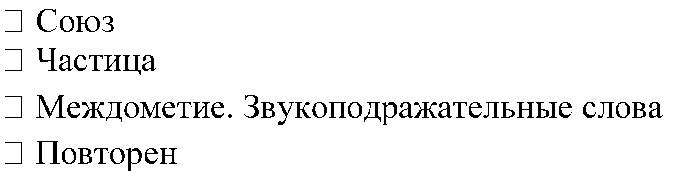 □ Союз
□ Частица
□ Междометие. Звукоподражательные слова
□ Повторен